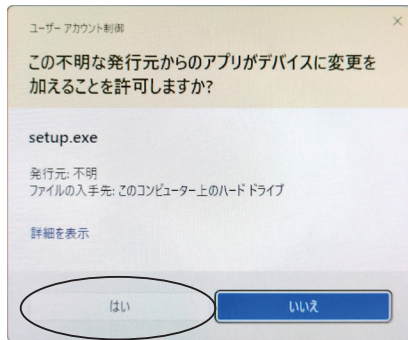 ユーザー アカウント制御
この不明な発行元からのアプリがデバイスに変更を
加えることを許可しますか?
setup.exe
発行元: 不明
ファイルの入手先: このコンピューター上のハード ドライブ
詳細を表示
はい
いいえ